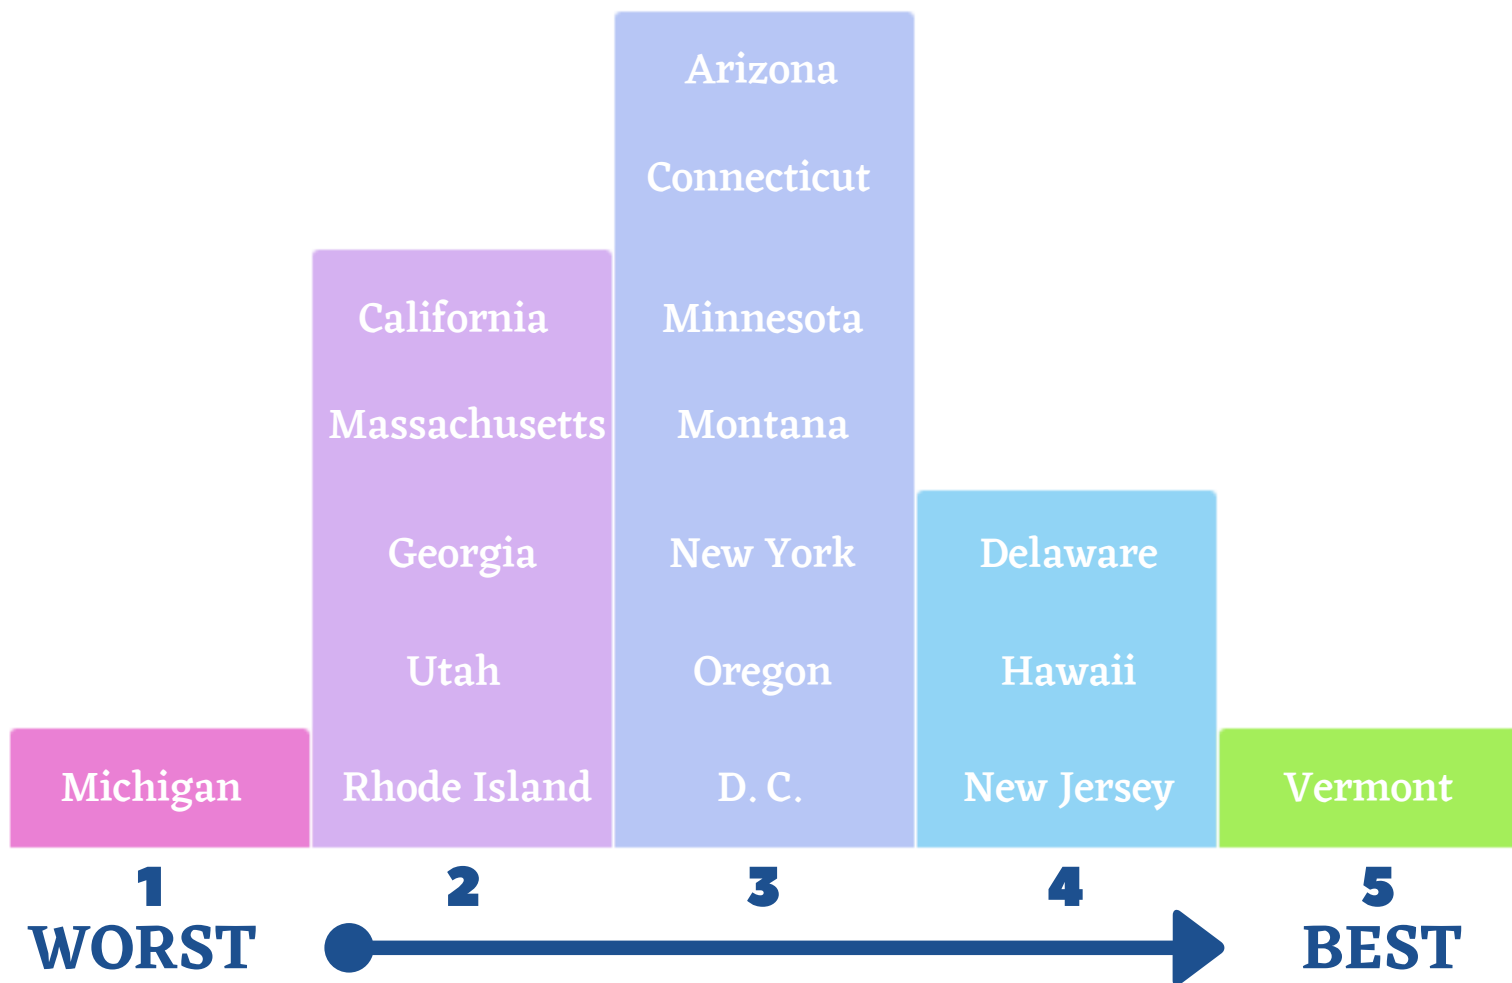 Arizona
Connecticut
California
Minnesota
Massachusetts
Montana
Georgia
New York
Delaware
Utah
Oregon
Hawaii
Michigan
Rhode Island
D. C.
New Jersey
Vermont
1
2
3
4
5
WORST
BEST